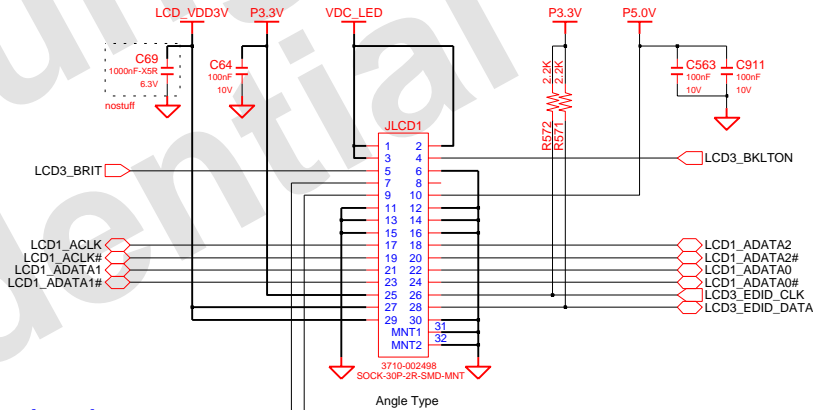 LCD_VDD3V P3.3V VDC_LED P3.3V P5.0V
C69
1000nF-X5R
6.3V
nostuff
C64
100nF
10V
2.2K
2.2K
R572
R571
C563
100nF
10V
C911
100nF
10V
JLCD1
1 2
3 4 LCD3_BKLTON
LCD3_BRIT 5 6
7 8
9 10
11 12
13 14
15 16
LCD1_ACLK 17 18 LCD1_ADATA2
LCD1_ACLK# 19 20 LCD1_ADATA2#
LCD1_ADATA1 21 22 LCD1_ADATA0
LCD1_ADATA1# 23 24 LCD1_ADATA0#
25 26 LCD3_EDID_CLK
27 28 LCD3_EDID_DATA
29 30
MNT1 31
MNT2 32
3710-002498
SOCK-30P-2R-SMD-MNT
Angle Type